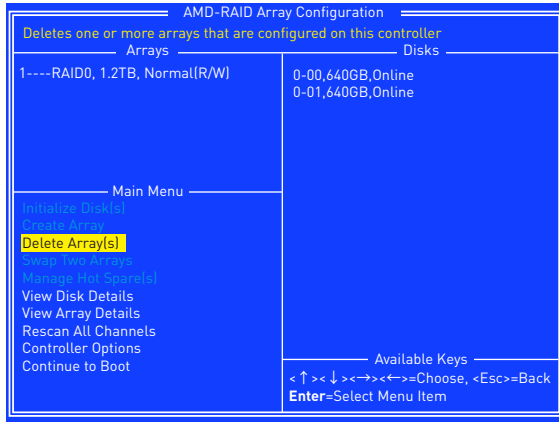 AMD-RAID Array Configuration
Deletes one or more arrays that are configured on this controller
Arrays
1----RAID0, 1.2TB, Normal(R/W)
Disks
0-00,640GB,Online
0-01,640GB,Online
Main Menu
Initialize Disk(s)
Create Array
Delete Array(s)
Swap Two Arrays
Manage Hot Spare(s)
View Disk Details
View Array Details
Rescan All Channels
Controller Options
Continue to Boot
Available Keys
<↑><↓><→><←>=Choose, <Esc>=Back
Enter=Select Menu Item